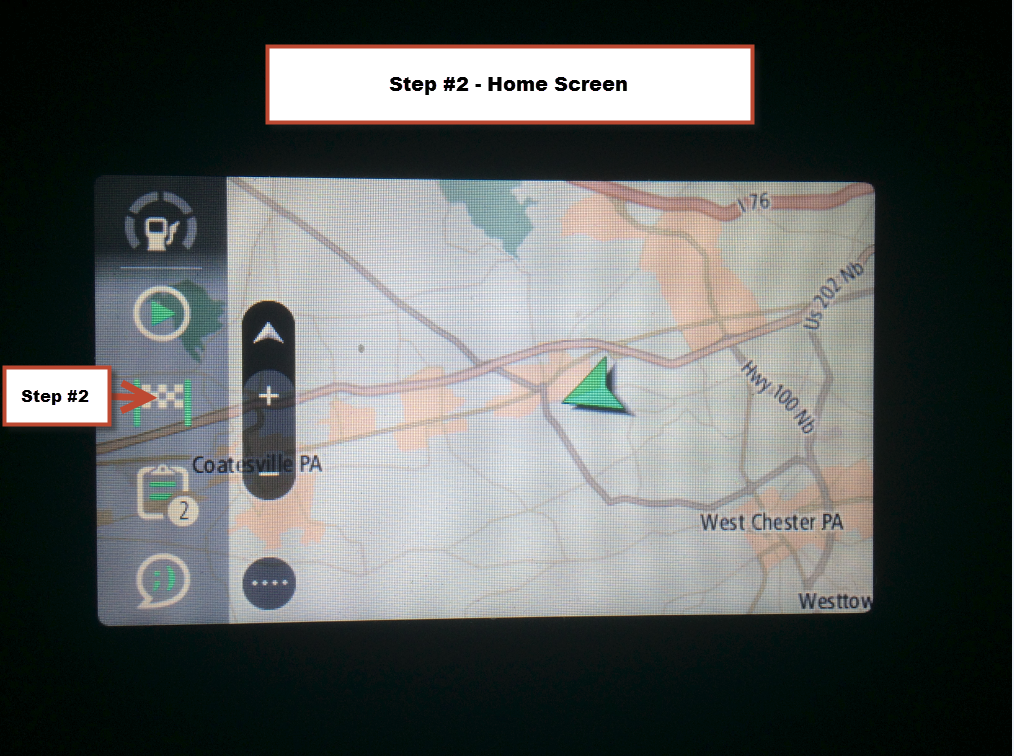 Step #2 - Home Screen
I 76
Us 202 Nb
Step #2
Hwy 100 Nb
+
Coatesville PA
−
2
West Chester PA
Westtow